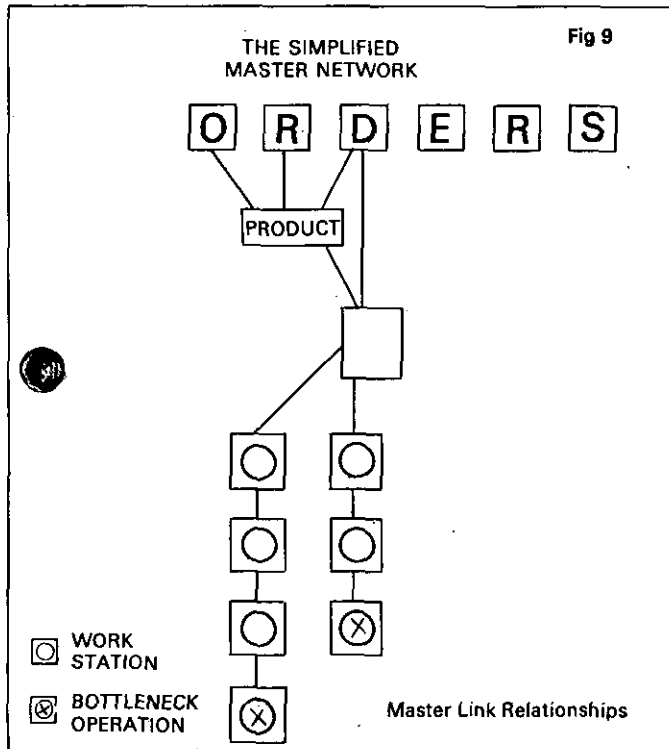 Fig 9
THE SIMPLIFIED
MASTER NETWORK
O R D E R S
PRODUCT
WORK
STATION
BOTTLENECK
OPERATION
Master Link Relationships